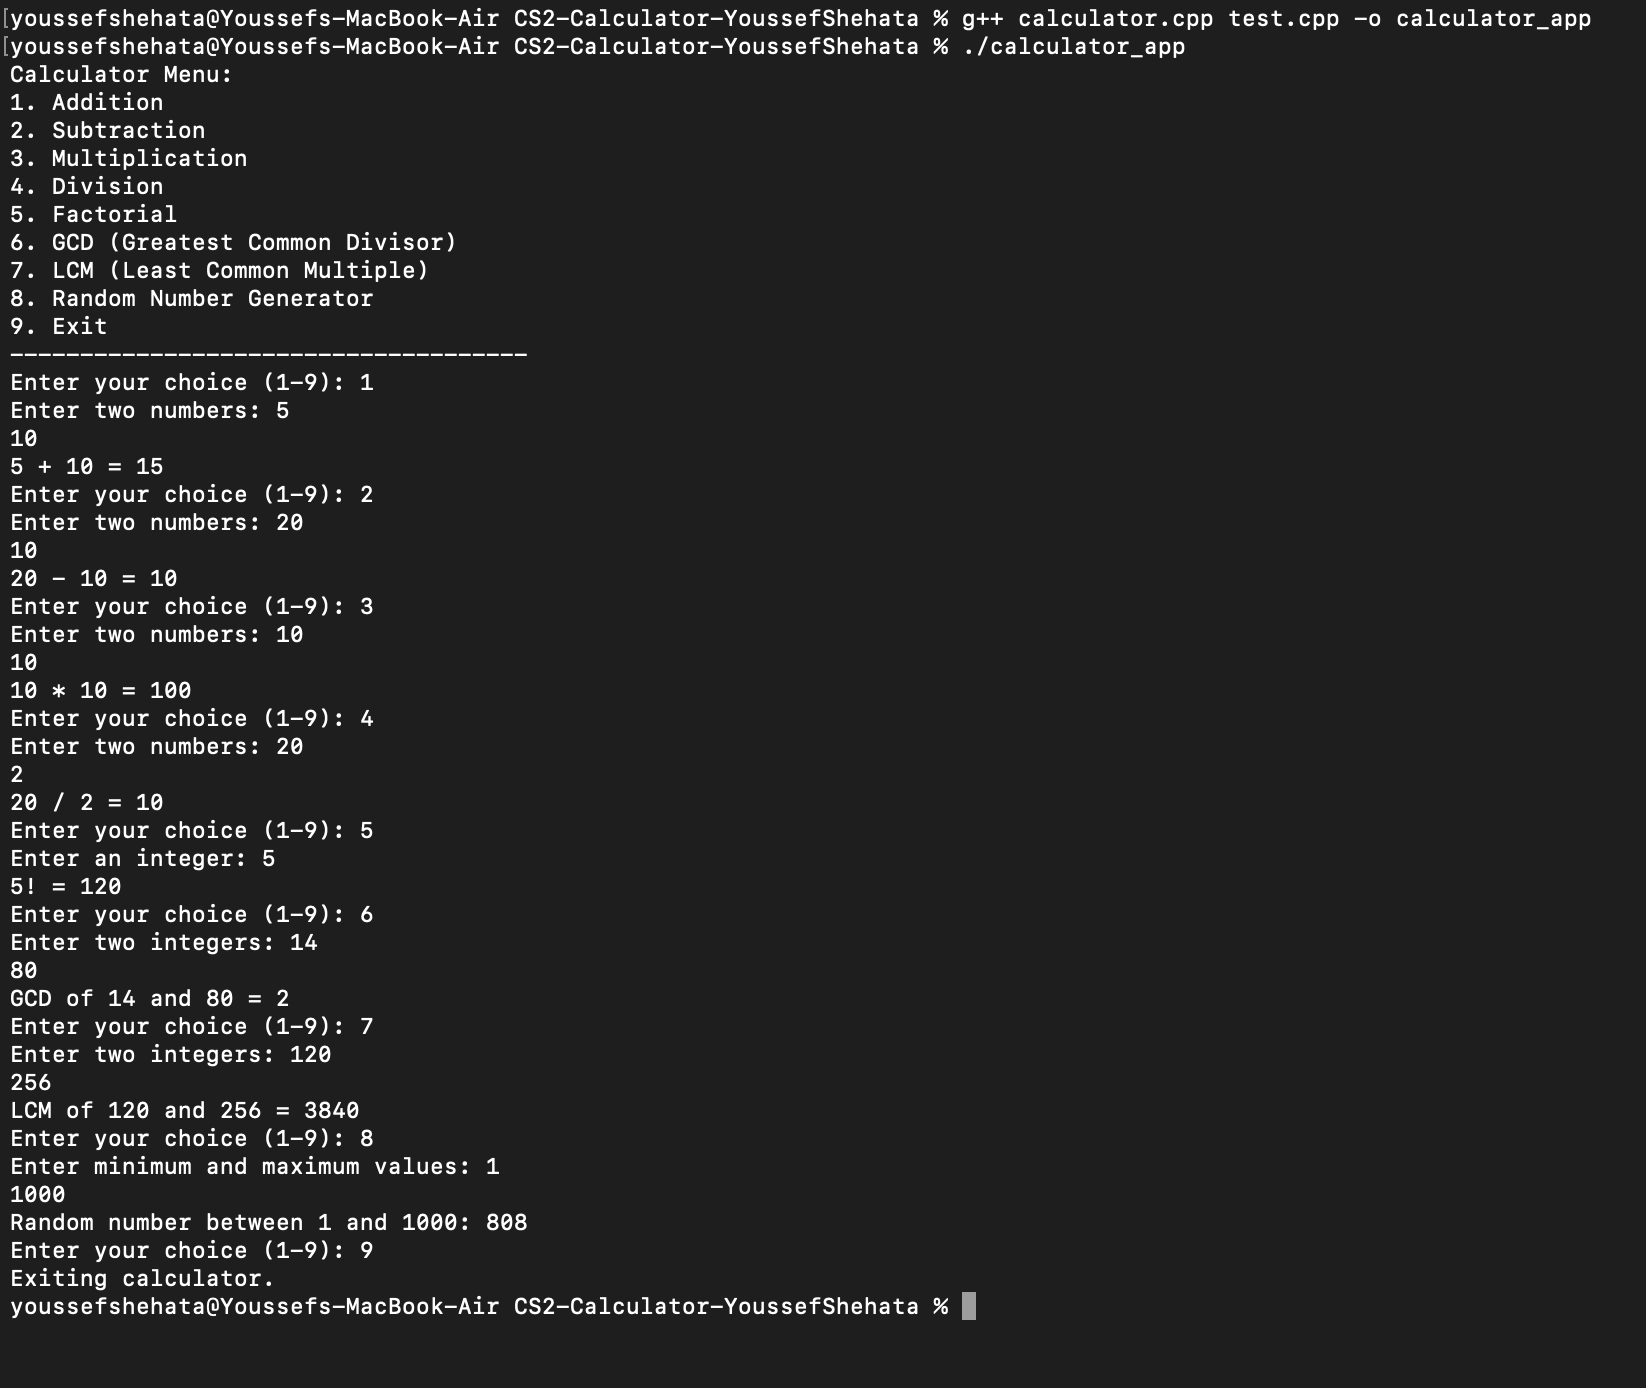 [youssefshehata@Youssefs-MacBook-Air CS2-Calculator-YoussefShehata % g++ calculator.cpp test.cpp -o calculator_app
[youssefshehata@Youssefs-MacBook-Air CS2-Calculator-YoussefShehata % ./calculator_app
Calculator Menu:
1. Addition
2. Subtraction
3. Multiplication
4. Division
5. Factorial
6. GCD (Greatest Common Divisor)
7. LCM (Least Common Multiple)
8. Random Number Generator
9. Exit
-------------------------------------
Enter your choice (1-9): 1
Enter two numbers: 5
10
5 + 10 = 15
Enter your choice (1-9): 2
Enter two numbers: 20
10
20 - 10 = 10
Enter your choice (1-9): 3
Enter two numbers: 10
10
10 * 10 = 100
Enter your choice (1-9): 4
Enter two numbers: 20
2
20 / 2 = 10
Enter your choice (1-9): 5
Enter an integer: 5
5! = 120
Enter your choice (1-9): 6
Enter two integers: 14
80
GCD of 14 and 80 = 2
Enter your choice (1-9): 7
Enter two integers: 120
256
LCM of 120 and 256 = 3840
Enter your choice (1-9): 8
Enter minimum and maximum values: 1
1000
Random number between 1 and 1000: 808
Enter your choice (1-9): 9
Exiting calculator.
youssefshehata@Youssefs-MacBook-Air CS2-Calculator-YoussefShehata %